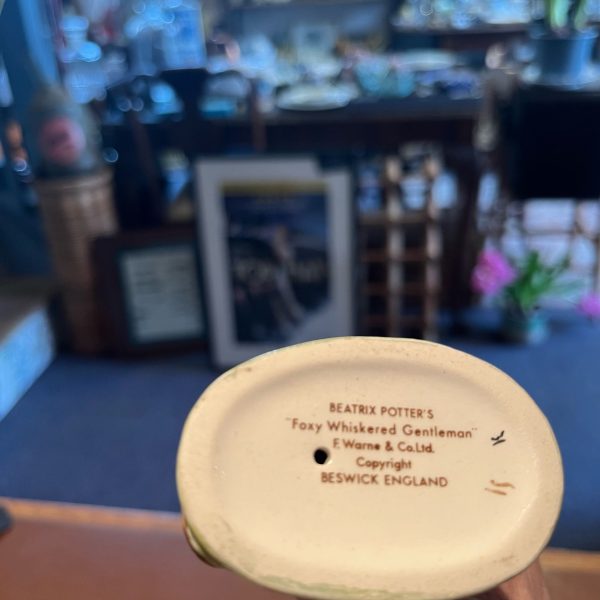 BEATRIX POTTER'S
"Foxy Whiskered Gentleman"
F. Warne & Co. Ltd.
Copyright
BESWICK ENGLAND